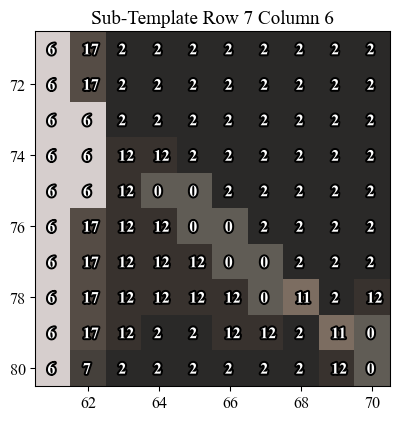 Sub-Template Row 7 Column 6
6 17 2 2 2 2 2 2 2 2
72 6 17 2 2 2 2 2 2 2 2
6 6 2 2 2 2 2 2 2 2
74 6 6 12 12 2 2 2 2 2 2
6 6 12 0 0 2 2 2 2 2
76 6 17 12 12 0 0 2 2 2 2
6 17 12 12 12 0 0 2 2 2
78 6 17 12 12 12 12 0 11 2 12
6 17 12 2 2 12 12 2 11 0
80 6 7 2 2 2 2 2 2 12 0
62 64 66 68 70